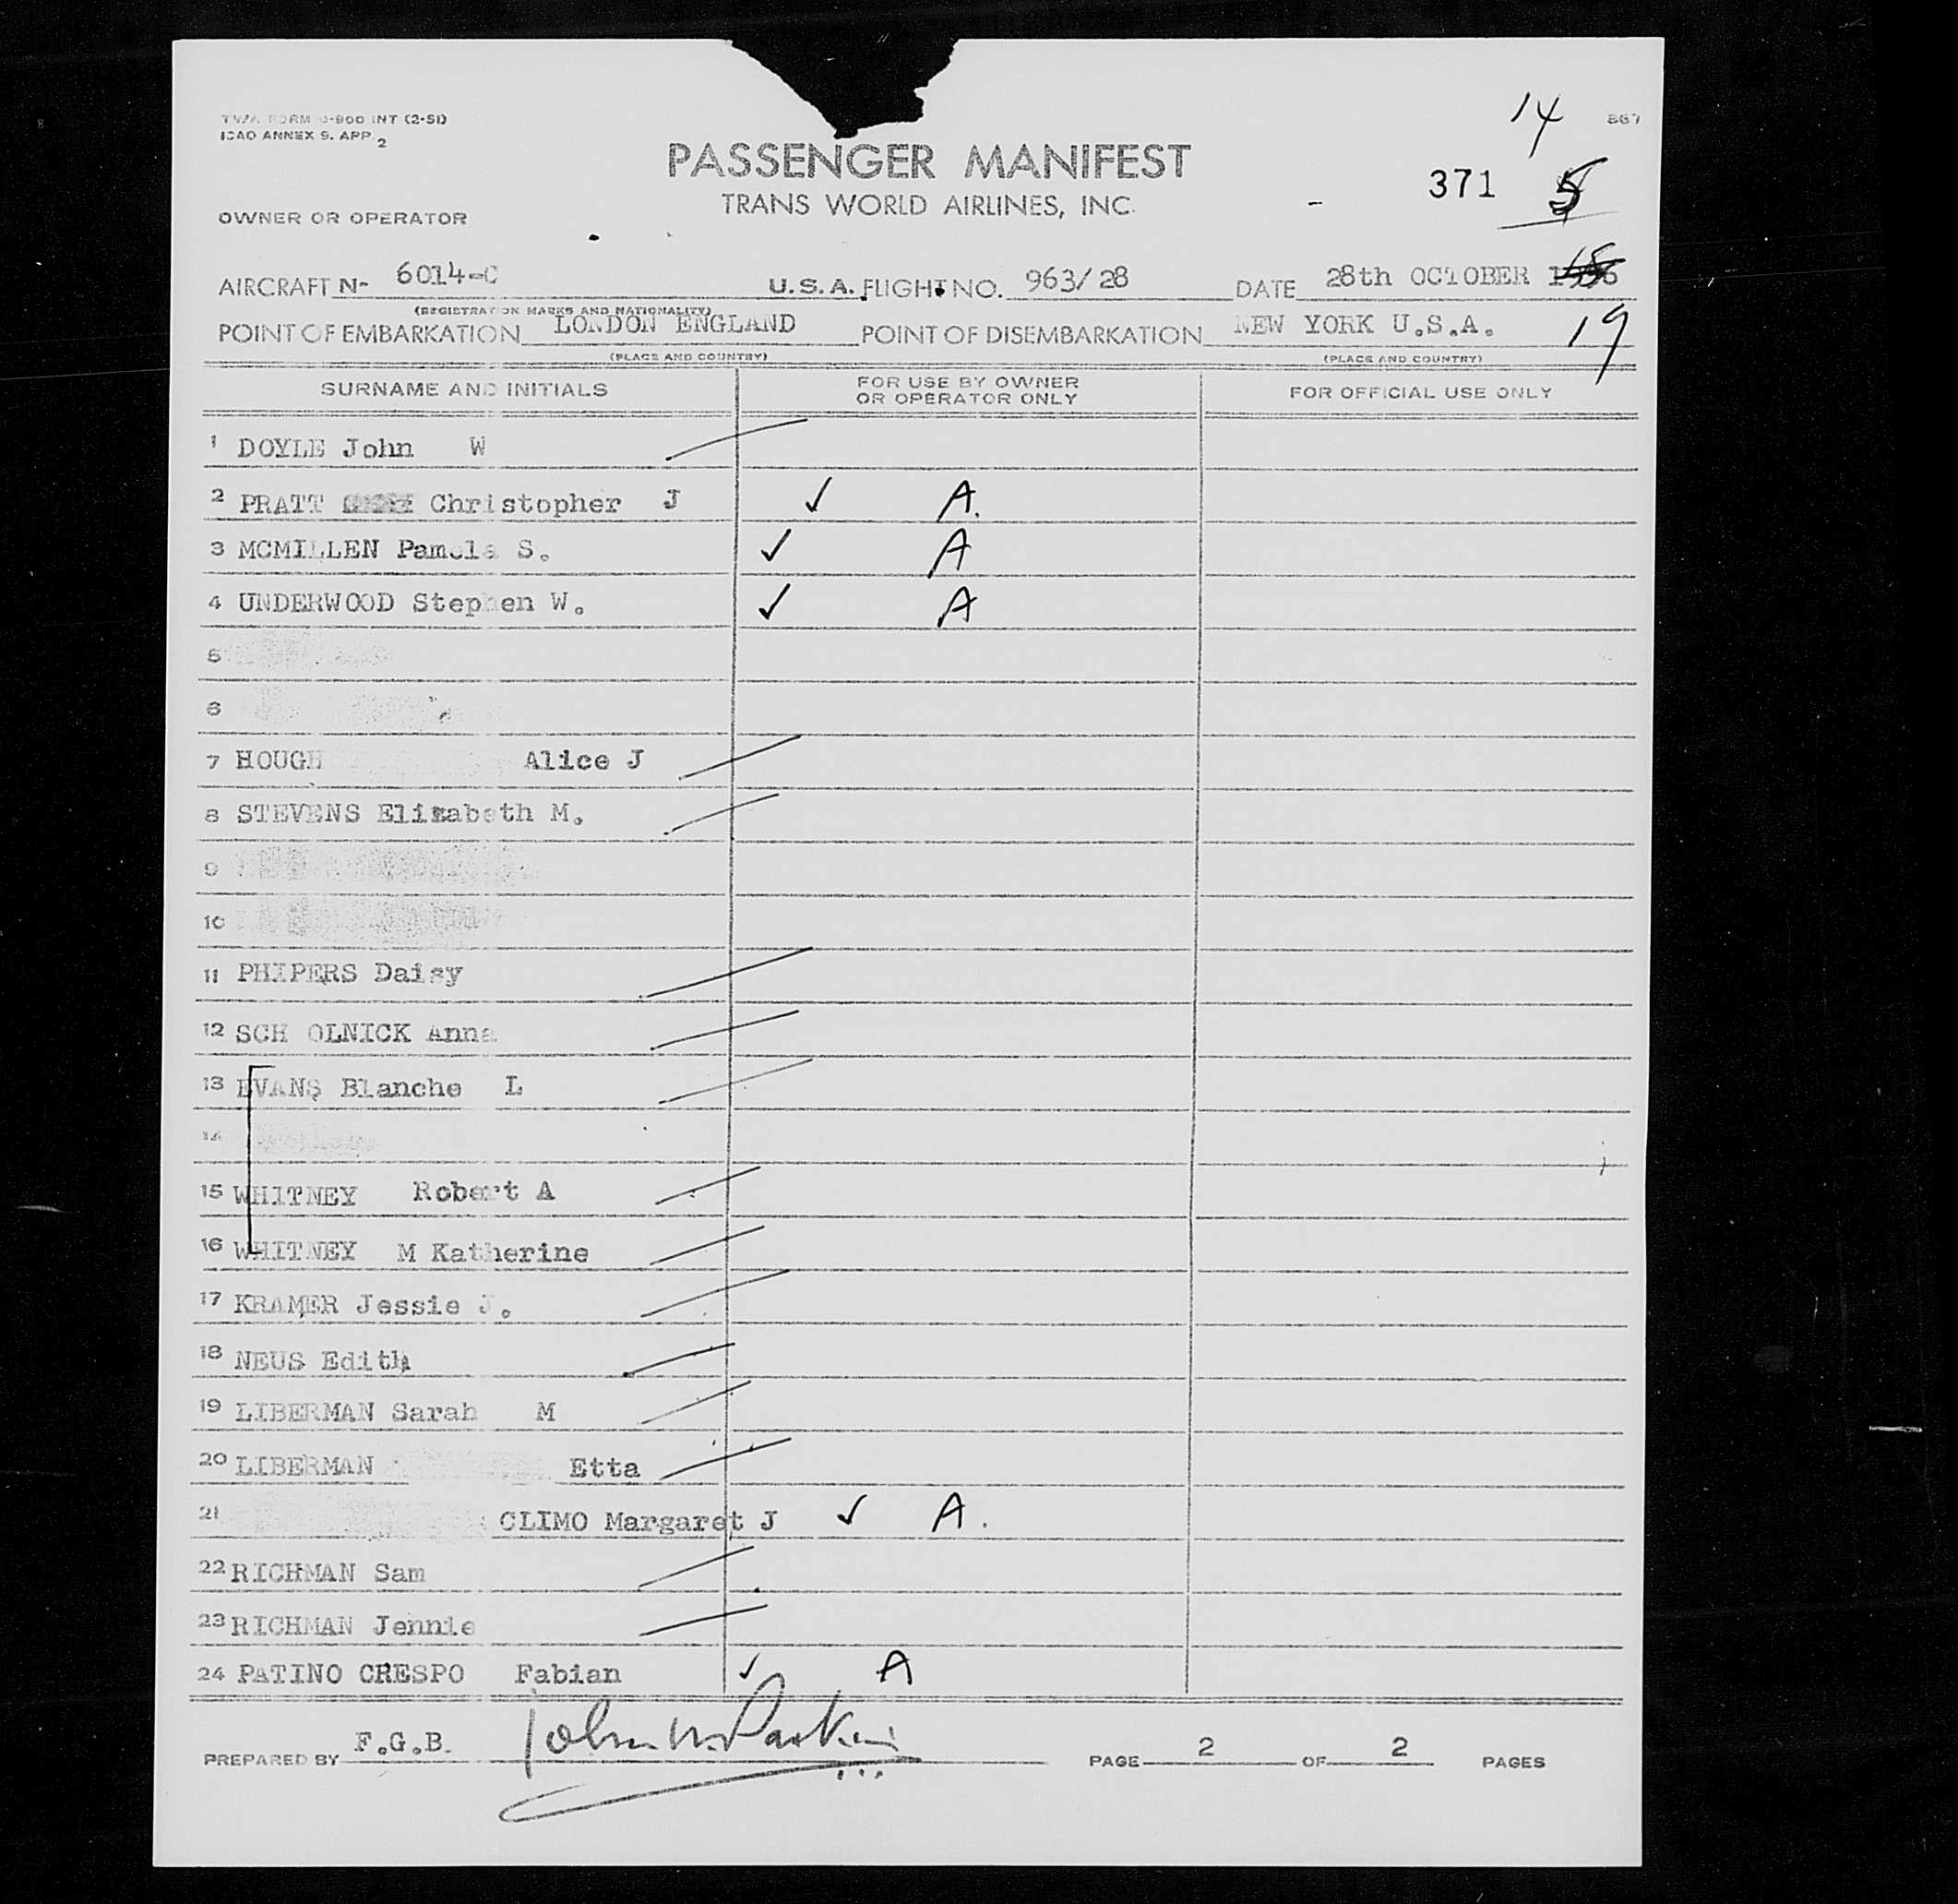 TWA FORM 0-800 INT (2-51)
ICAO ANNEX 9. APP. 2
14 867
PASSENGER MANIFEST
371 5
TRANS WORLD AIRLINES, INC. -
OWNER OR OPERATOR
AIRCRAFT N- 6014-C U.S.A. FLIGHT NO. 963/28 DATE 28th OCTOBER
(REGISTRATION MARKS AND NATIONALITY)
POINT OF EMBARKATION LONDON ENGLAND POINT OF DISEMBARKATION NEW YORK U.S.A. 19
(PLACE AND COUNTRY) (PLACE AND COUNTRY)
SURNAME AND INITIALS FOR USE BY OWNER OR OPERATOR ONLY FOR OFFICIAL USE ONLY
1 DOYLE John W
2 PRATT Christopher J ✓ A.
3 MCMILLEN Pamela S. ✓ A
4 UNDERWOOD Stephen W. ✓ A
5
6
7 HOUGH Alice J
8 STEVENS Elizabeth M.
9
10
11 PHIPERS Daisy
12 SCH OLNICK Anna
13 EVANS Blanche L
14
15 WHITNEY Robert A
16 WHITNEY M Katherine
17 KRAMER Jessie J.
18 NEUS Edith
19 LIBERMAN Sarah M
20 LIBERMAN Etta
21 CLIMO Margaret J ✓ A.
22 RICHMAN Sam
23 RICHMAN Jennie
24 PATINO CRESPO Fabian ✓ A
PREPARED BY F.G.B. John W. PAGE 2 OF 2 PAGES